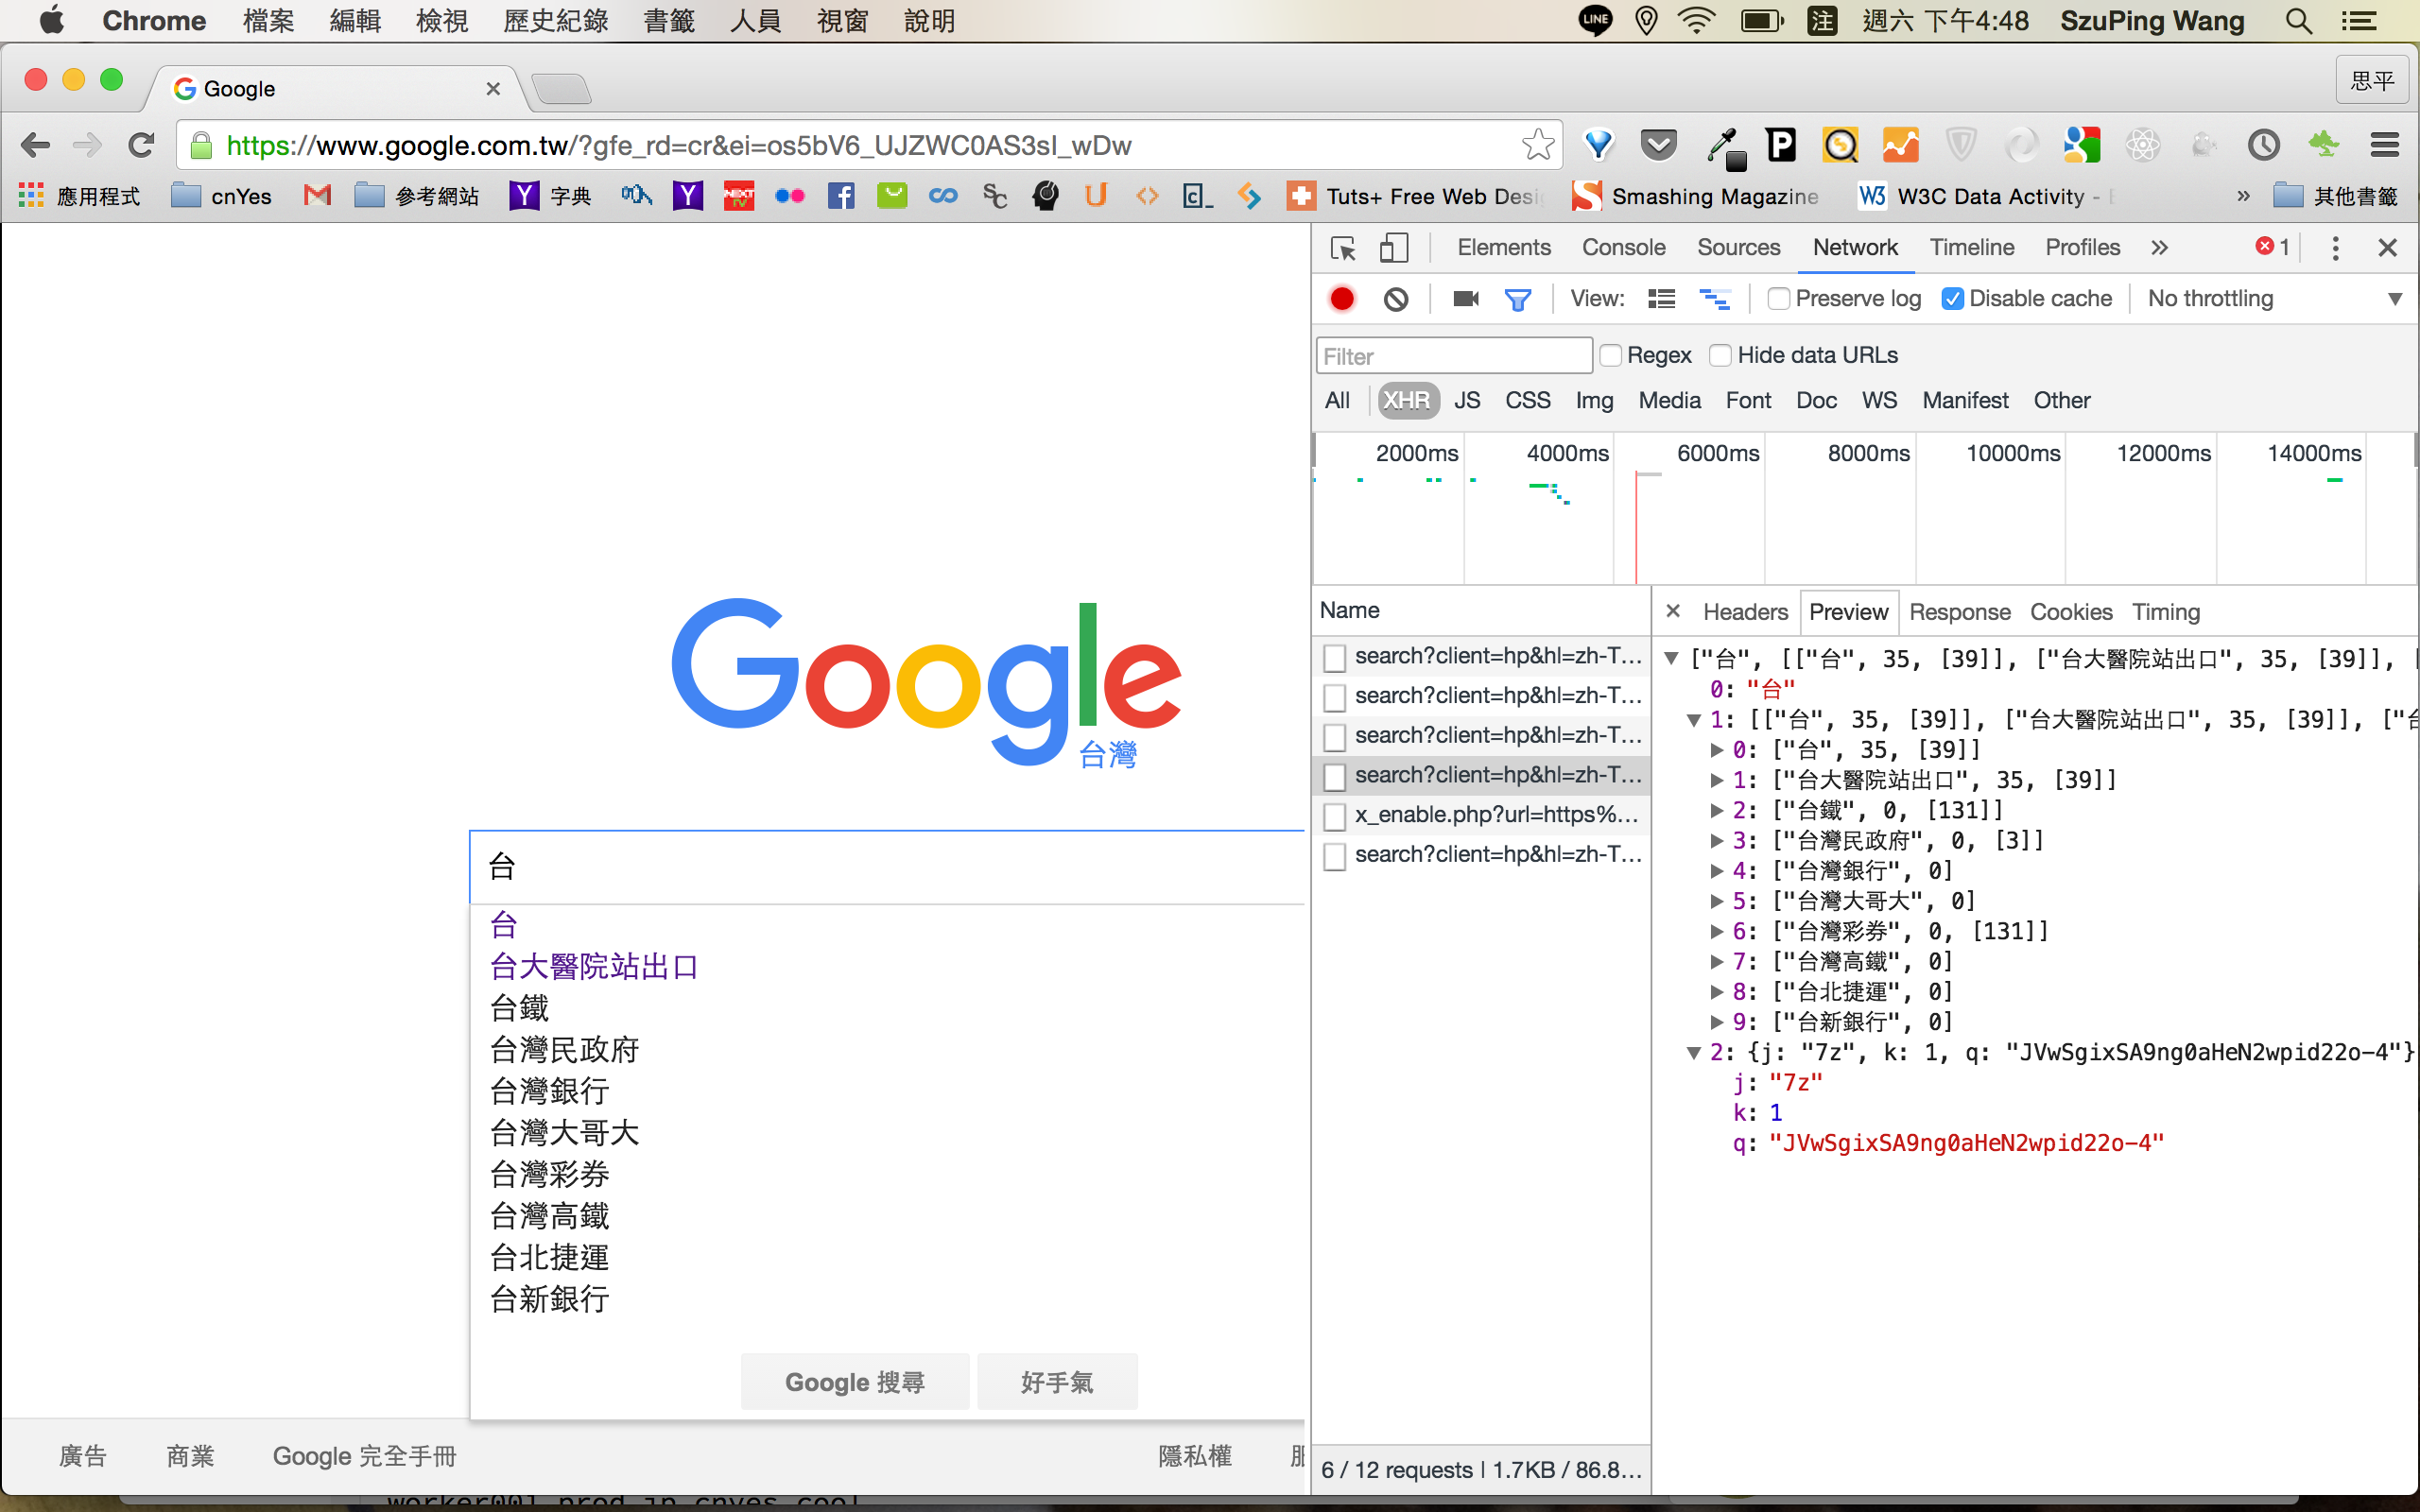 Chrome 檔案 編輯 檢視 歷史紀錄 書籤 人員 視窗 說明 LINE 注 週六 下午4:48 SzuPing Wang
Google 思平
https://www.google.com.tw/?gfe_rd=cr&ei=os5bV6_UJZWC0AS3sI_wDw
應用程式 cnYes 參考網站 字典 Tuts+ Free Web Desi Smashing Magazine W3C Data Activity - » 其他書籤
Google
台灣
台
台
台大醫院站出口
台鐵
台灣民政府
台灣銀行
台灣大哥大
台灣彩券
台灣高鐵
台北捷運
台新銀行
Google 搜尋 好手氣
廣告 商業 Google 完全手冊 隱私權
Elements Console Sources Network Timeline Profiles » 1
View: Preserve log Disable cache No throttling
Filter Regex Hide data URLs
All XHR JS CSS Img Media Font Doc WS Manifest Other
2000ms 4000ms 6000ms 8000ms 10000ms 12000ms 14000ms
Name
search?client=hp&hl=zh-T…
search?client=hp&hl=zh-T…
search?client=hp&hl=zh-T…
search?client=hp&hl=zh-T…
x_enable.php?url=https%…
search?client=hp&hl=zh-T…
6 / 12 requests | 1.7KB / 86.8…
× Headers Preview Response Cookies Timing
["台", [["台", 35, [39]], ["台大醫院站出口", 35, [39]], [
0: "台"
1: [["台", 35, [39]], ["台大醫院站出口", 35, [39]], ["台
0: ["台", 35, [39]]
1: ["台大醫院站出口", 35, [39]]
2: ["台鐵", 0, [131]]
3: ["台灣民政府", 0, [3]]
4: ["台灣銀行", 0]
5: ["台灣大哥大", 0]
6: ["台灣彩券", 0, [131]]
7: ["台灣高鐵", 0]
8: ["台北捷運", 0]
9: ["台新銀行", 0]
2: {j: "7z", k: 1, q: "JVwSgixSA9ng0aHeN2wpid22o-4"}
j: "7z"
k: 1
q: "JVwSgixSA9ng0aHeN2wpid22o-4"